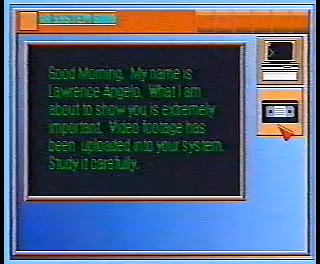 Good Morning. My name is
Lawrence Angelo. What I am
about to show you is extremely
important. Video footage has
been uploaded into your system.
Study it carefully.